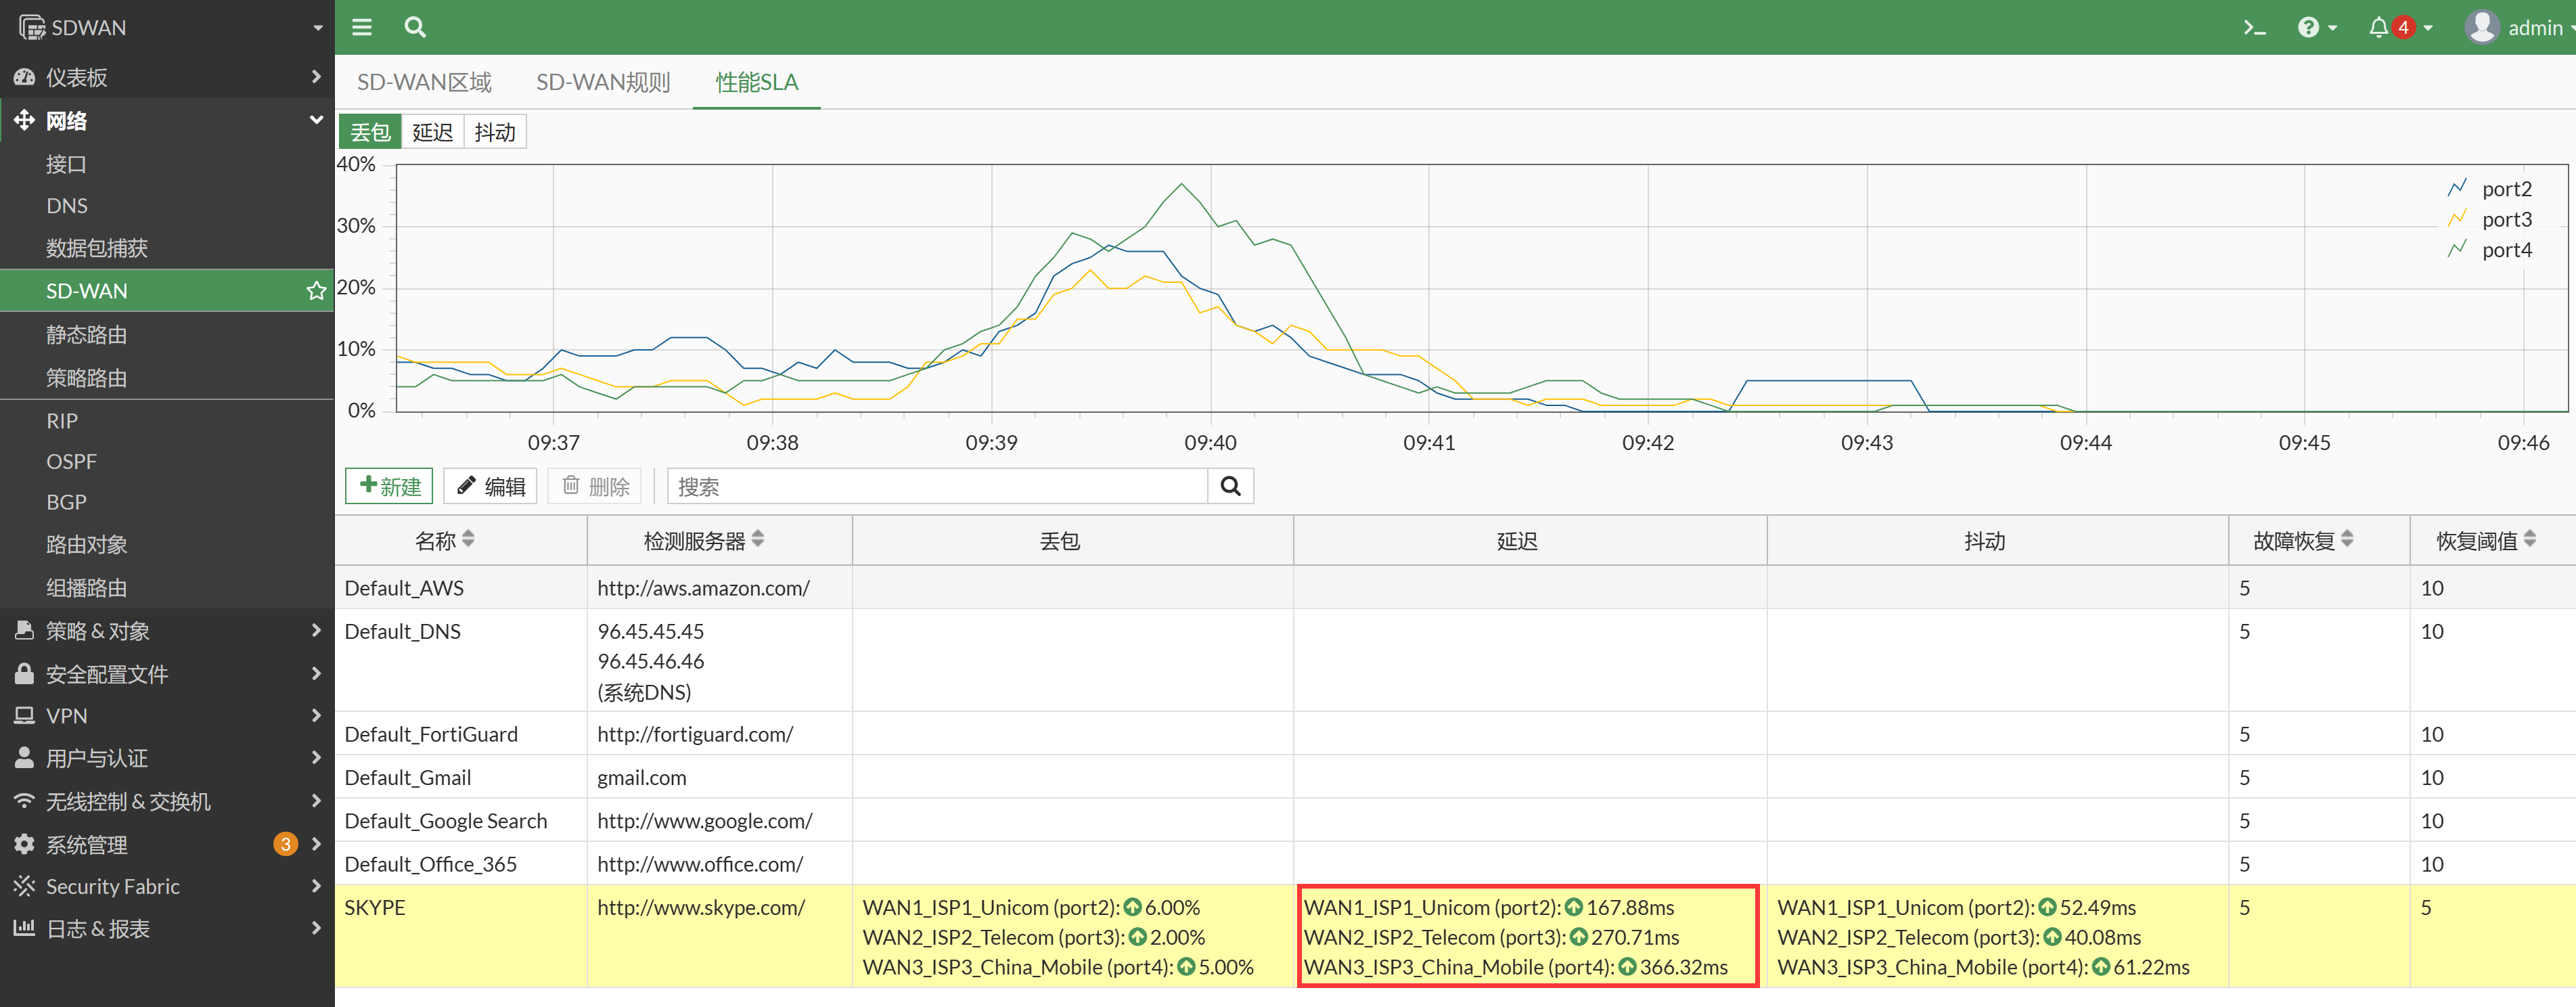 SDWAN
4
admin
仪表板
网络
接口
DNS
数据包捕获
SD-WAN
静态路由
策略路由
RIP
OSPF
BGP
路由对象
组播路由
策略 & 对象
安全配置文件
VPN
用户与认证
无线控制 & 交换机
系统管理
3
Security Fabric
日志 & 报表
SD-WAN区域 SD-WAN规则 性能SLA
丢包 延迟 抖动
40%
30%
20%
10%
0%
port2
port3
port4
09:37 09:38 09:39 09:40 09:41 09:42 09:43 09:44 09:45 09:46
新建 编辑 删除 搜索
名称 检测服务器 丢包 延迟 抖动 故障恢复 恢复阈值
Default_AWS http://aws.amazon.com/ 5 10
Default_DNS 96.45.45.45 5 10
96.45.46.46
(系统DNS)
Default_FortiGuard http://fortiguard.com/ 5 10
Default_Gmail gmail.com 5 10
Default_Google Search http://www.google.com/ 5 10
Default_Office_365 http://www.office.com/ 5 10
SKYPE http://www.skype.com/ WAN1_ISP1_Unicom (port2): 6.00% WAN1_ISP1_Unicom (port2): 167.88ms WAN1_ISP1_Unicom (port2): 52.49ms 5 5
WAN2_ISP2_Telecom (port3): 2.00% WAN2_ISP2_Telecom (port3): 270.71ms WAN2_ISP2_Telecom (port3): 40.08ms
WAN3_ISP3_China_Mobile (port4): 5.00% WAN3_ISP3_China_Mobile (port4): 366.32ms WAN3_ISP3_China_Mobile (port4): 61.22ms